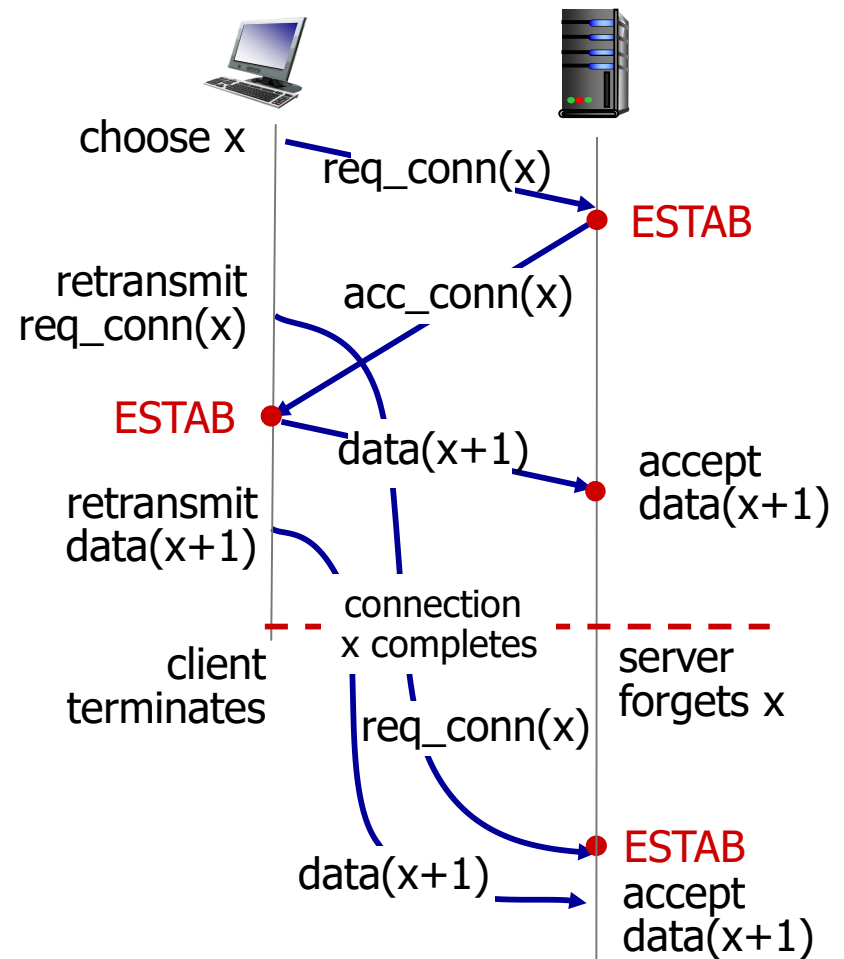 choose x
req_conn(x)
ESTAB
retransmit
req_conn(x)
acc_conn(x)
ESTAB
data(x+1)
accept
data(x+1)
retransmit
data(x+1)
connection
x completes
client
terminates
server
forgets x
req_conn(x)
ESTAB
data(x+1)
accept
data(x+1)